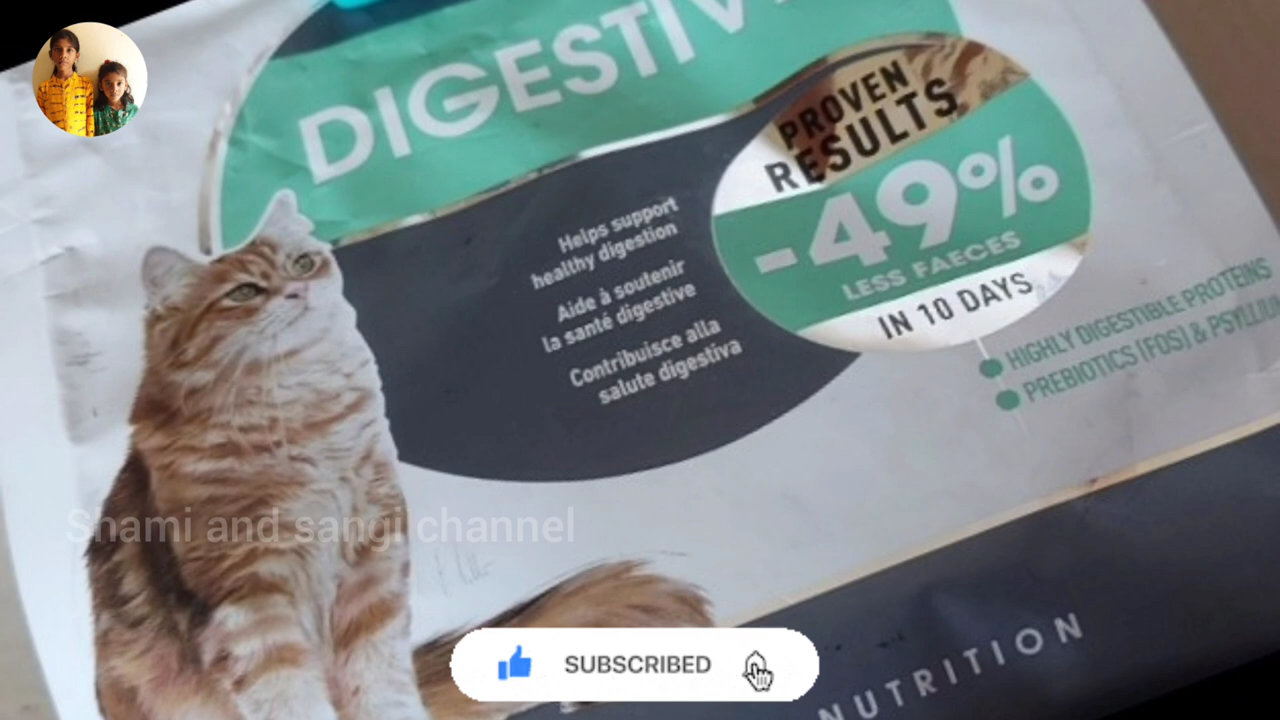 DIGESTIV
PROVEN
RESULTS
-49%
LESS FAECES
IN 10 DAYS
Helps support
healthy digestion
Aide à soutenir
la santé digestive
Contribuisce alla
salute digestiva
HIGHLY DIGESTIBLE PROTEINS
PREBIOTICS (FOS) & PSYLLIU
Shami and sangi channel
SUBSCRIBED
NUTRITION